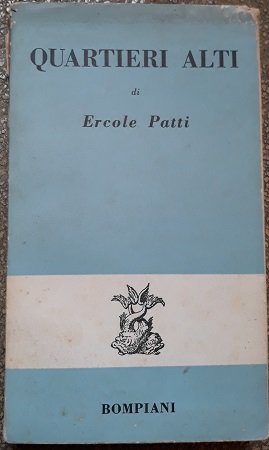 QUARTIERI ALTI
di
Ercole Patti
BOMPIANI